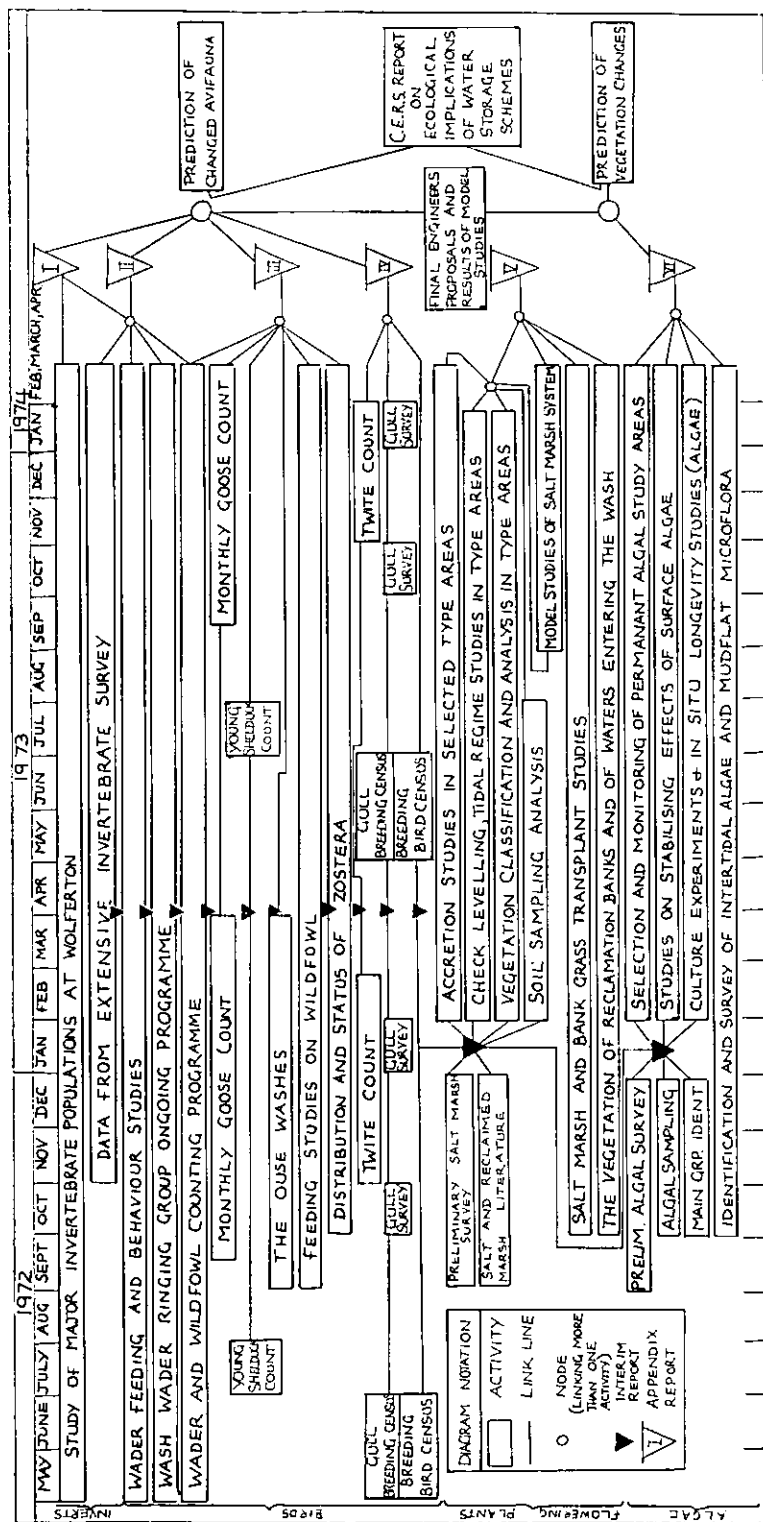 1972
1973
1974
MAY JUNE JULY AUG SEPT OCT NOV DEC JAN FEB MAR APR MAY JUN JUL AUG SEP OCT NOV DEC JAN FEB, MARCH, APR
INVERTS
STUDY OF MAJOR INVERTEBRATE POPULATIONS AT WOLFERTON
I
DATA FROM EXTENSIVE INVERTEBRATE SURVEY
BIRDS
WADER FEEDING AND BEHAVIOUR STUDIES
II
WASH WADER RINGING GROUP ONGOING PROGRAMME
WADER AND WILDFOWL COUNTING PROGRAMME
MONTHLY GOOSE COUNT
MONTHLY GOOSE COUNT
YOUNG
SHELDUCK
COUNT
YOUNG
SHELDUCK
COUNT
THE OUSE WASHES
III
FEEDING STUDIES ON WILDFOWL
DISTRIBUTION AND STATUS OF ZOSTERA
TWITE COUNT
TWITE COUNT
GULL
BREEDING CENSUS
GULL
SURVEY
GULL
SURVEY
GULL
BREEDING CENSUS
GULL
SURVEY
GULL
SURVEY
IV
BREEDING
BIRD CENSUS
BREEDING
BIRD CENSUS
PREDICTION OF
CHANGED AVIFAUNA
C.E.R.S. REPORT
ON
ECOLOGICAL
IMPLICATIONS
OF WATER
STORAGE
SCHEMES
FINAL ENGINEERS
PROPOSALS AND
RESULTS OF MODEL
STUDIES
PREDICTION OF
VEGETATION CHANGES
FLOWERING PLANTS
PRELIMINARY SALT MARSH
SURVEY
SALT AND RECLAIMED
MARSH LITERATURE
ACCRETION STUDIES IN SELECTED TYPE AREAS
CHECK LEVELLING, TIDAL REGIME STUDIES IN TYPE AREAS
VEGETATION CLASSIFICATION AND ANALYSIS IN TYPE AREAS
SOIL SAMPLING ANALYSIS
MODEL STUDIES OF SALT MARSH SYSTEM
V
SALT MARSH AND BANK GRASS TRANSPLANT STUDIES
THE VEGETATION OF RECLAMATION BANKS AND OF WATERS ENTERING THE WASH
ALGAE
PRELIM. ALGAL SURVEY
ALGAL SAMPLING
MAIN GRP. IDENT
SELECTION AND MONITORING OF PERMANANT ALGAL STUDY AREAS
STUDIES ON STABILISING EFFECTS OF SURFACE ALGAE
CULTURE EXPERIMENTS & IN SITU LONGEVITY STUDIES (ALGAE)
IDENTIFICATION AND SURVEY OF INTERTIDAL ALGAE AND MUDFLAT MICROFLORA
VI
DIAGRAM NOTATION
ACTIVITY
LINK LINE
NODE
(LINKING MORE
THAN ONE
ACTIVITY)
INTERIM
REPORT
I
APPENDIX
REPORT